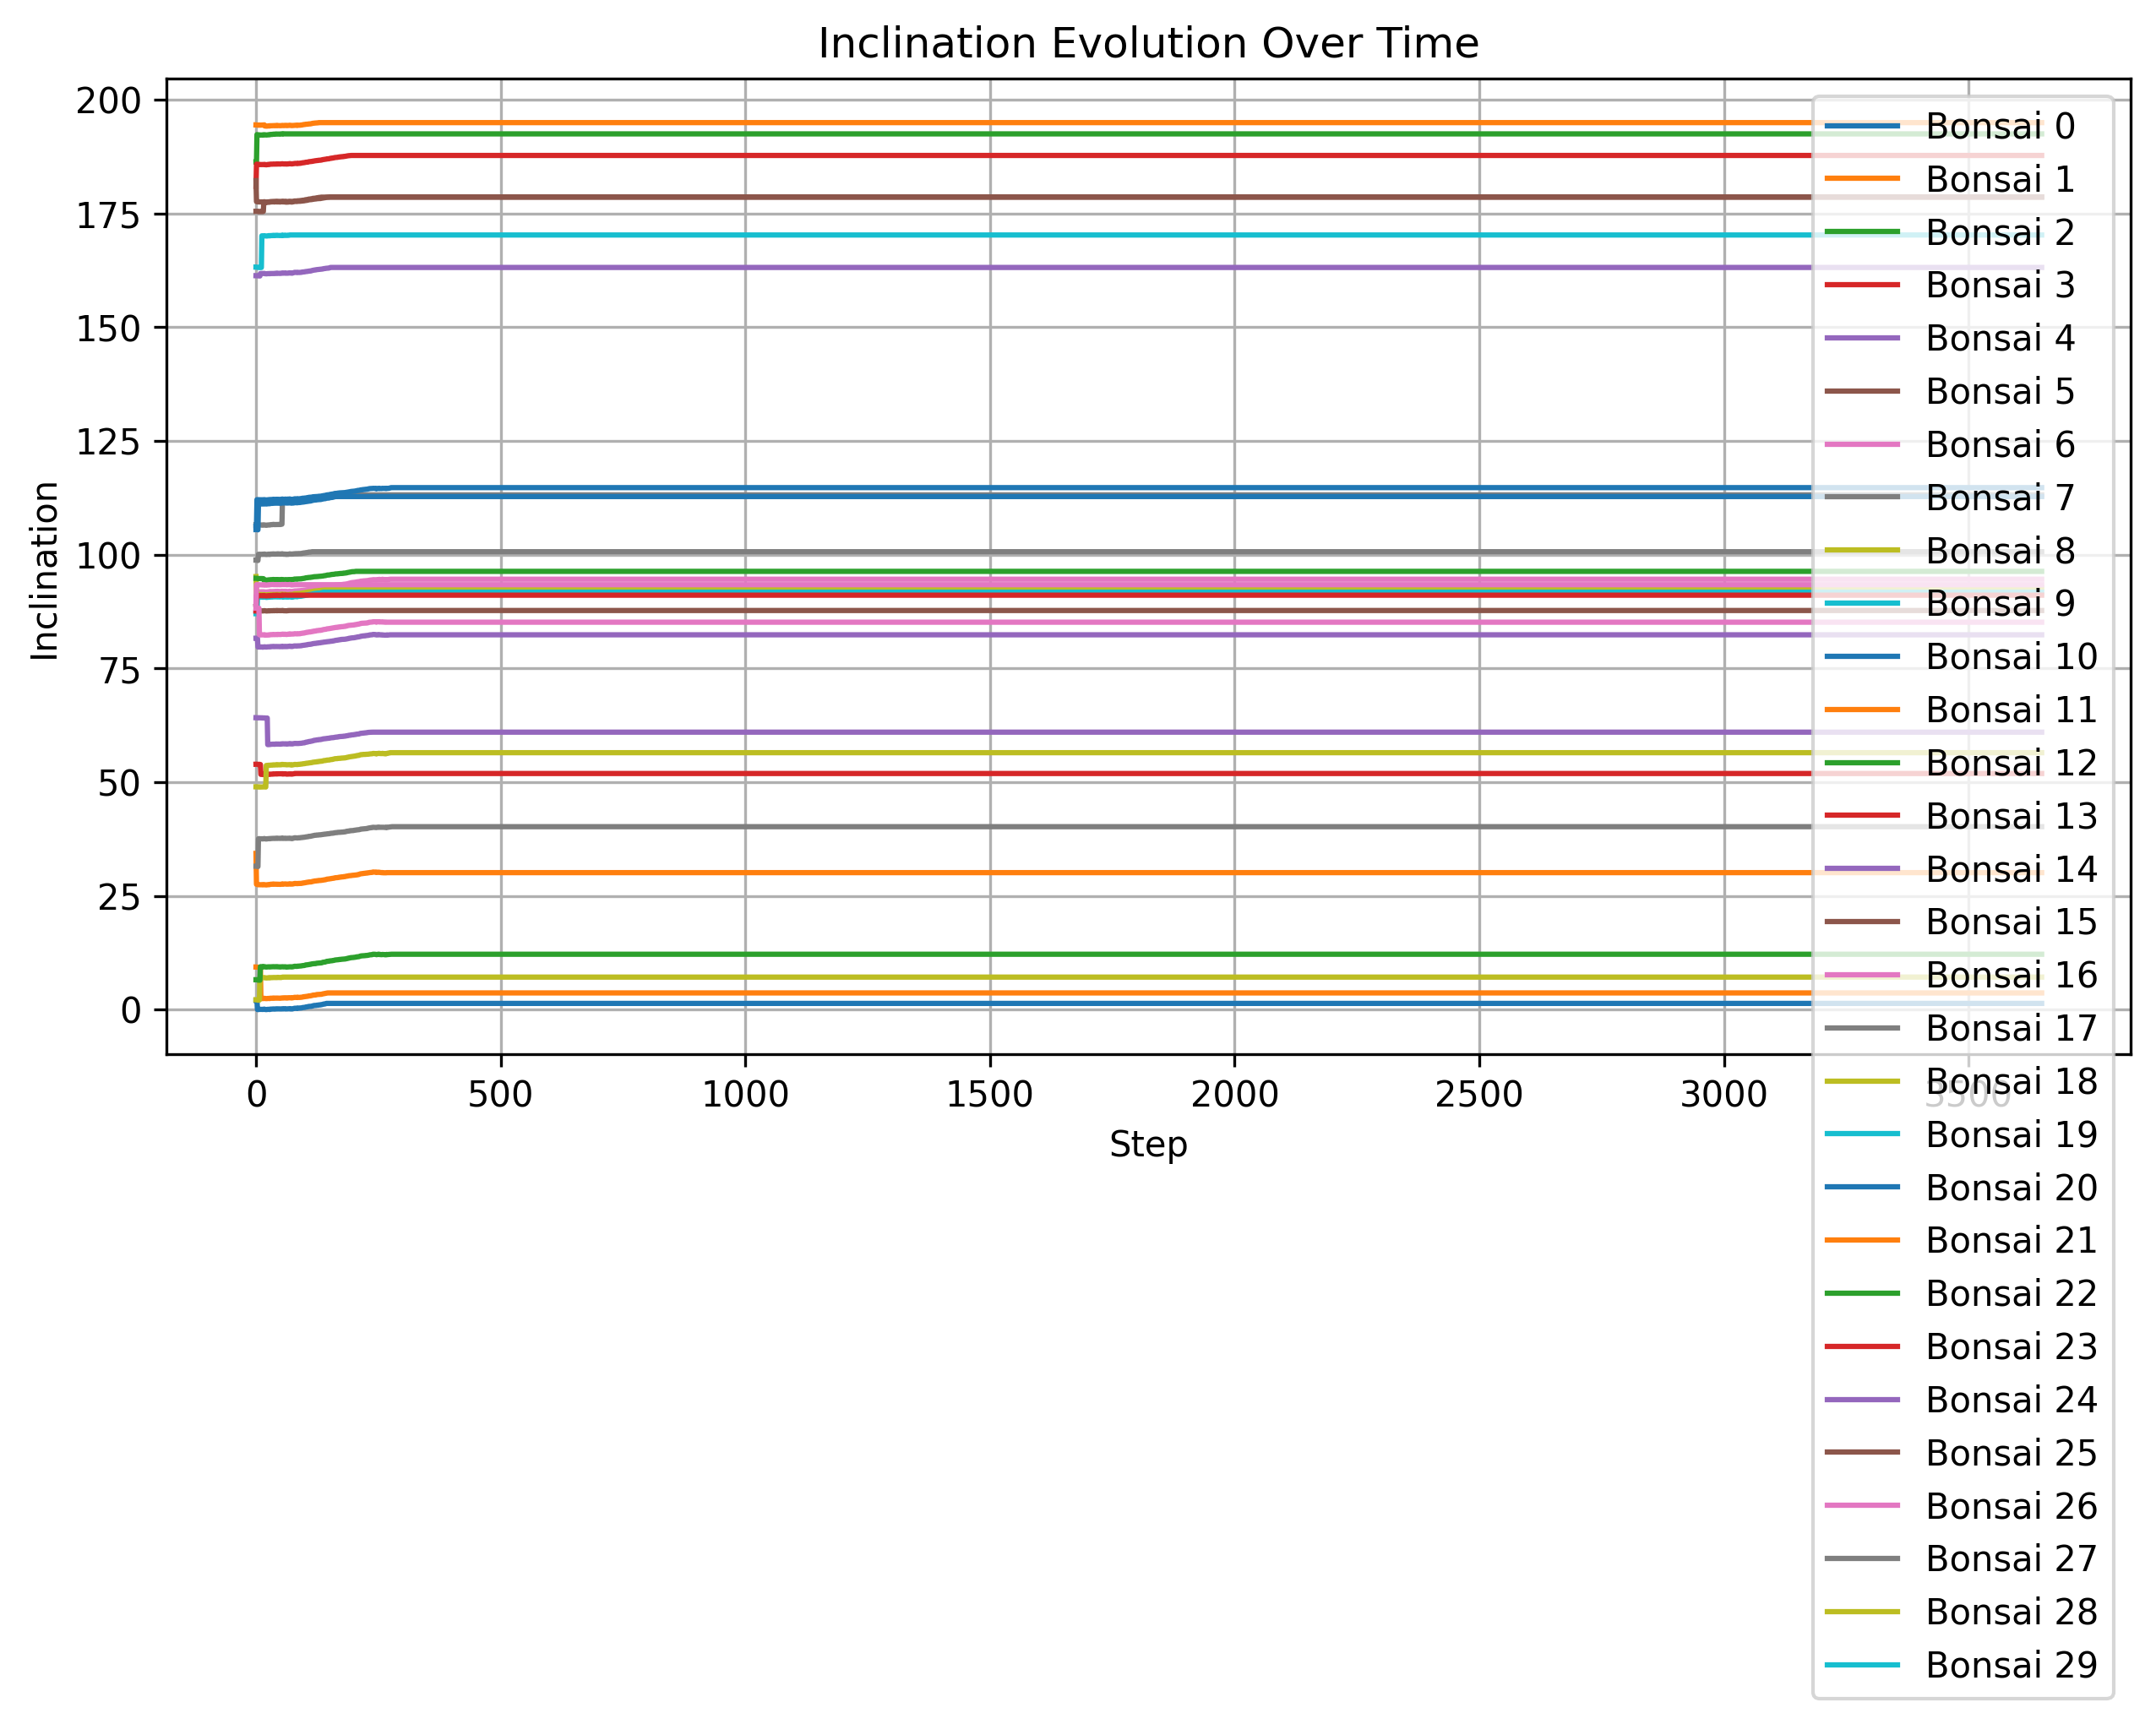 Inclination Evolution Over Time
Inclination
200
175
150
125
100
75
50
25
0
0 500 1000 1500 2000 2500 3000 3500
Step
Bonsai 0
Bonsai 1
Bonsai 2
Bonsai 3
Bonsai 4
Bonsai 5
Bonsai 6
Bonsai 7
Bonsai 8
Bonsai 9
Bonsai 10
Bonsai 11
Bonsai 12
Bonsai 13
Bonsai 14
Bonsai 15
Bonsai 16
Bonsai 17
Bonsai 18
Bonsai 19
Bonsai 20
Bonsai 21
Bonsai 22
Bonsai 23
Bonsai 24
Bonsai 25
Bonsai 26
Bonsai 27
Bonsai 28
Bonsai 29